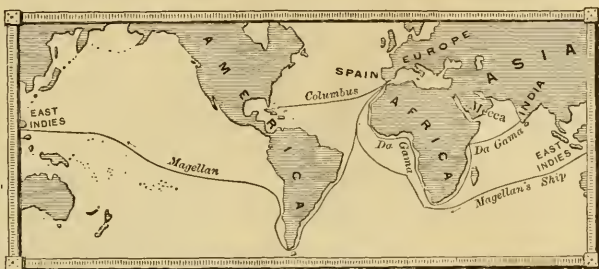 AMERICA
EUROPE
ASIA
SPAIN
Columbus
AFRICA
Mecca
INDIA
EAST
INDIES
Da Gama
Da Gama
EAST
INDIES
Magellan
Magellan's Ship